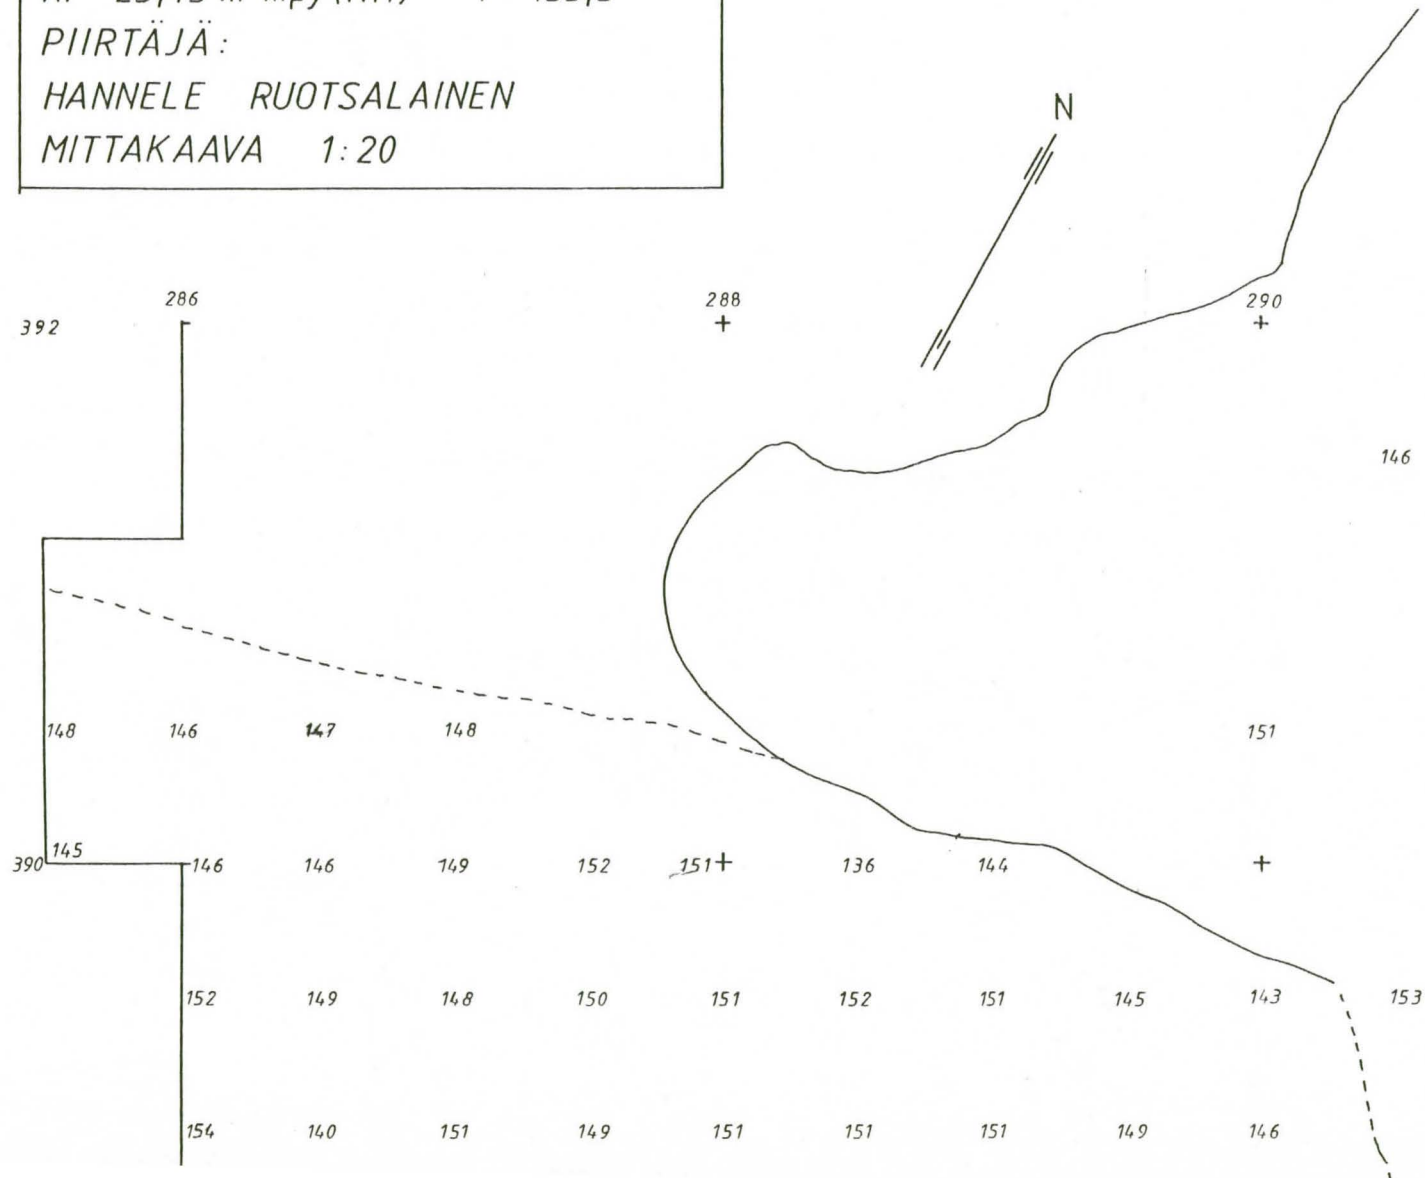 PIIRTÄJÄ:
HANNELE RUOTSALAINEN
MITTAKAAVA 1:20
N
286 288 290
392
146
148 146 147 148 151
390 145 146 146 149 152 151 136 144
152 149 148 150 151 152 151 145 143 153
154 140 151 149 151 151 151 149 146